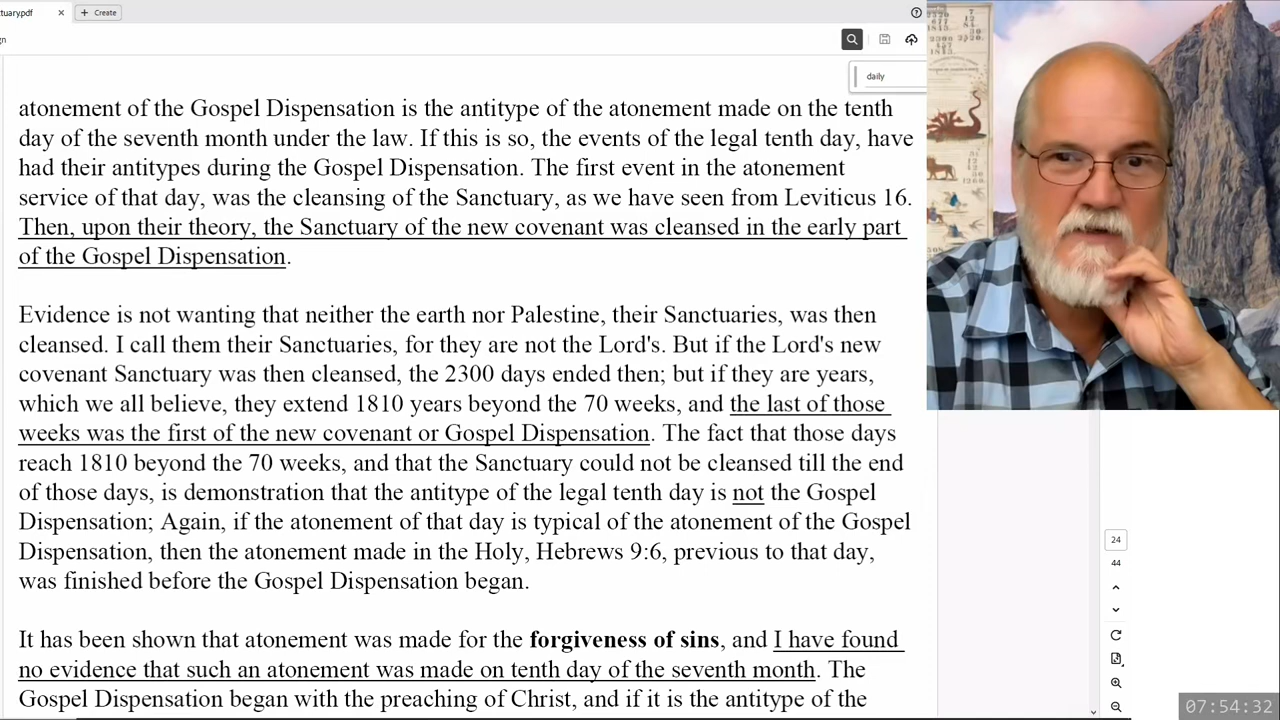 tuary.pdf
Create
gn
daily
atonement of the Gospel Dispensation is the antitype of the atonement made on the tenth
day of the seventh month under the law. If this is so, the events of the legal tenth day, have
had their antitypes during the Gospel Dispensation. The first event in the atonement
service of that day, was the cleansing of the Sanctuary, as we have seen from Leviticus 16.
Then, upon their theory, the Sanctuary of the new covenant was cleansed in the early part
of the Gospel Dispensation.
Evidence is not wanting that neither the earth nor Palestine, their Sanctuaries, was then
cleansed. I call them their Sanctuaries, for they are not the Lord's. But if the Lord's new
covenant Sanctuary was then cleansed, the 2300 days ended then; but if they are years,
which we all believe, they extend 1810 years beyond the 70 weeks, and the last of those
weeks was the first of the new covenant or Gospel Dispensation. The fact that those days
reach 1810 beyond the 70 weeks, and that the Sanctuary could not be cleansed till the end
of those days, is demonstration that the antitype of the legal tenth day is not the Gospel
Dispensation; Again, if the atonement of that day is typical of the atonement of the Gospel
Dispensation, then the atonement made in the Holy, Hebrews 9:6, previous to that day,
was finished before the Gospel Dispensation began.
It has been shown that atonement was made for the forgiveness of sins, and I have found
no evidence that such an atonement was made on tenth day of the seventh month. The
Gospel Dispensation began with the preaching of Christ, and if it is the antitype of the
24
44
07:54:32